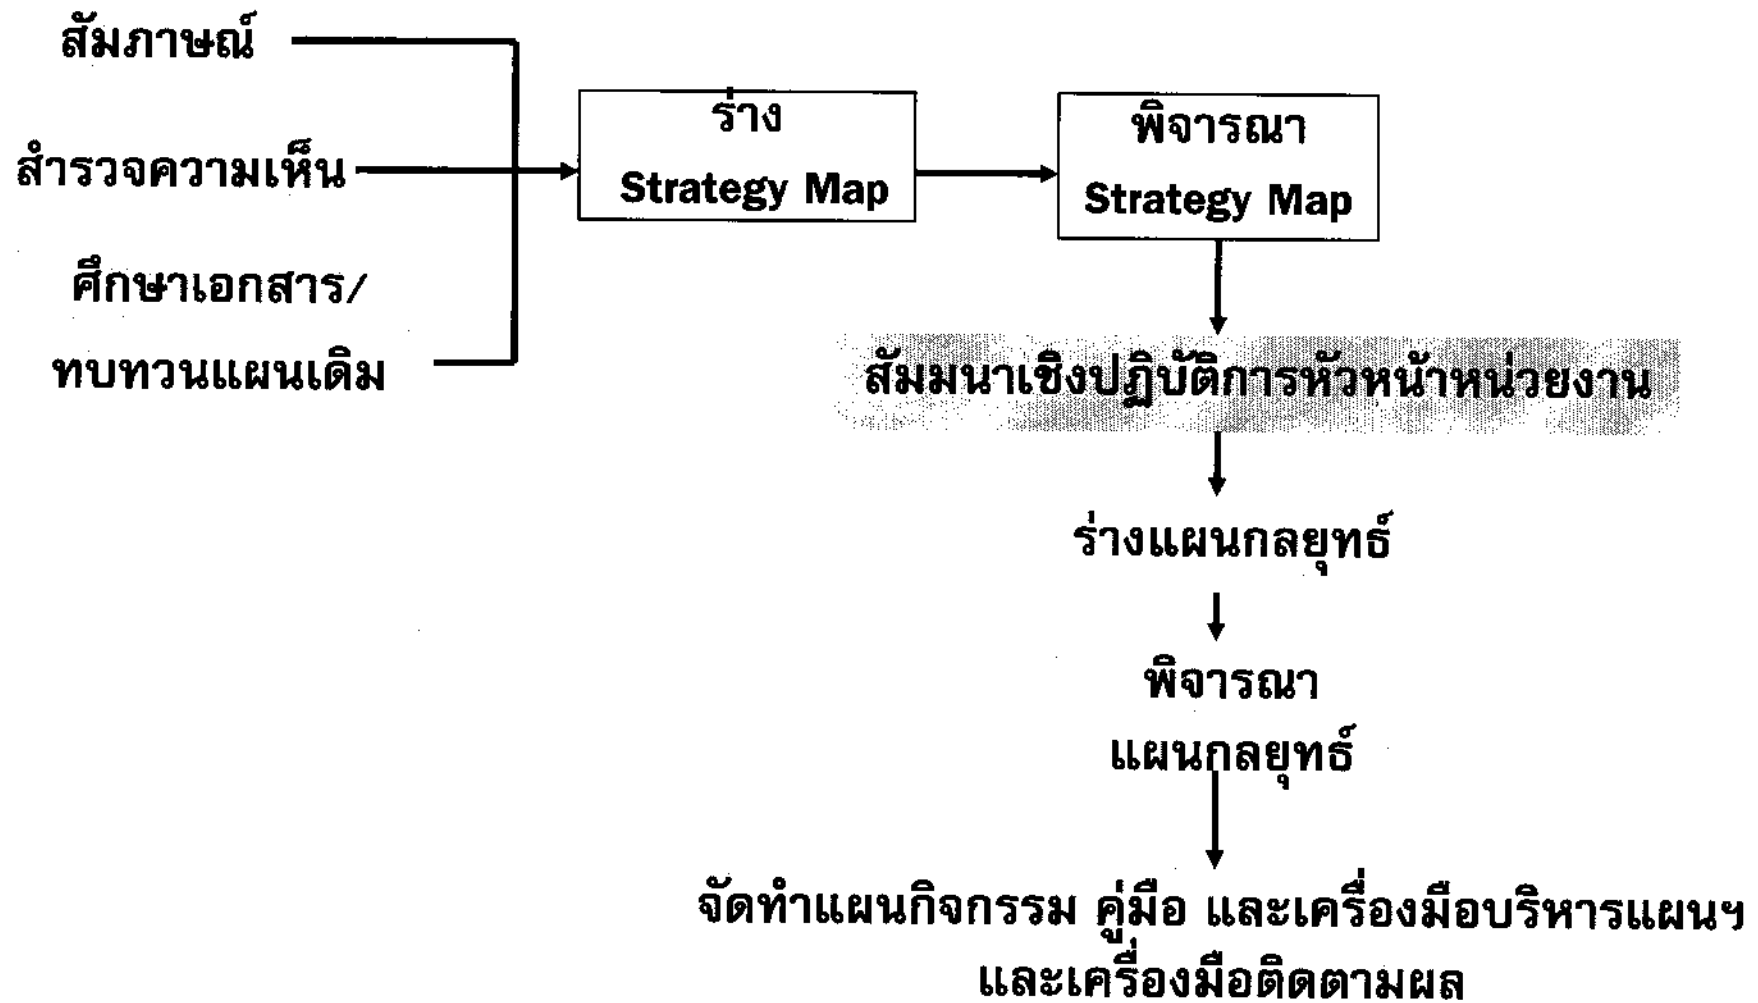 สัมภาษณ์
สำรวจความเห็น
ศึกษาเอกสาร/
ทบทวนแผนเดิม
ร่าง
Strategy Map
พิจารณา
Strategy Map
สัมมนาเชิงปฏิบัติการหัวหน้าหน่วยงาน
ร่างแผนกลยุทธ์
พิจารณา
แผนกลยุทธ์
จัดทำแผนกิจกรรม คู่มือ และเครื่องมือบริหารแผนฯ
และเครื่องมือติดตามผล